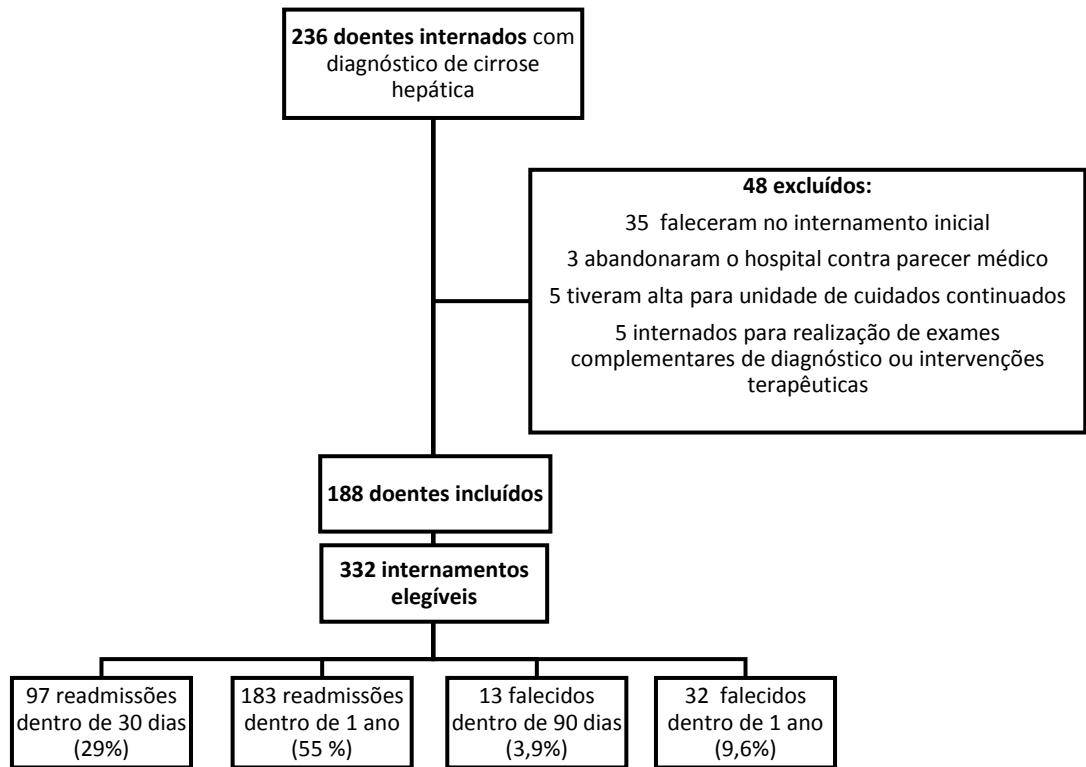 236 doentes internados com
diagnóstico de cirrose
hepática
48 excluídos:
35 faleceram no internamento inicial
3 abandonaram o hospital contra parecer médico
5 tiveram alta para unidade de cuidados continuados
5 internados para realização de exames
complementares de diagnóstico ou intervenções
terapêuticas
188 doentes incluídos
332 internamentos
elegíveis
97 readmissões
dentro de 30 dias
(29%)
183 readmissões
dentro de 1 ano
(55 %)
13 falecidos
dentro de 90 dias
(3,9%)
32 falecidos
dentro de 1 ano
(9,6%)